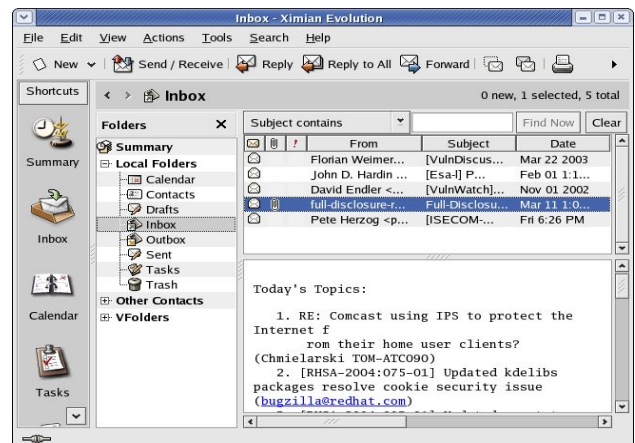 Inbox - Ximian Evolution
File Edit View Actions Tools Search Help
New Send / Receive Reply Reply to All Forward
Shortcuts
Summary
Inbox
Calendar
Tasks
Inbox 0 new, 1 selected, 5 total
Folders
Summary
Local Folders
Calendar
Contacts
Drafts
Inbox
Outbox
Sent
Tasks
Trash
Other Contacts
VFolders
Subject contains Find Now Clear
! From Subject Date
Florian Weimer... [VulnDiscus... Mar 22 2003
John D. Hardin ... [Esa-l] P... Feb 01 1:1...
David Endler <... [VulnWatch]... Nov 01 2002
full-disclosure-r... Full-Disclosu... Mar 11 1:0...
Pete Herzog <p... [ISECOM-... Fri 6:26 PM
Today's Topics:
1. RE: Comcast using IPS to protect the
Internet f
rom their home user clients?
(Chmielarski TOM-ATC090)
2. [RHSA-2004:075-01] Updated kdelibs
packages resolve cookie security issue
(bugzilla@redhat.com)